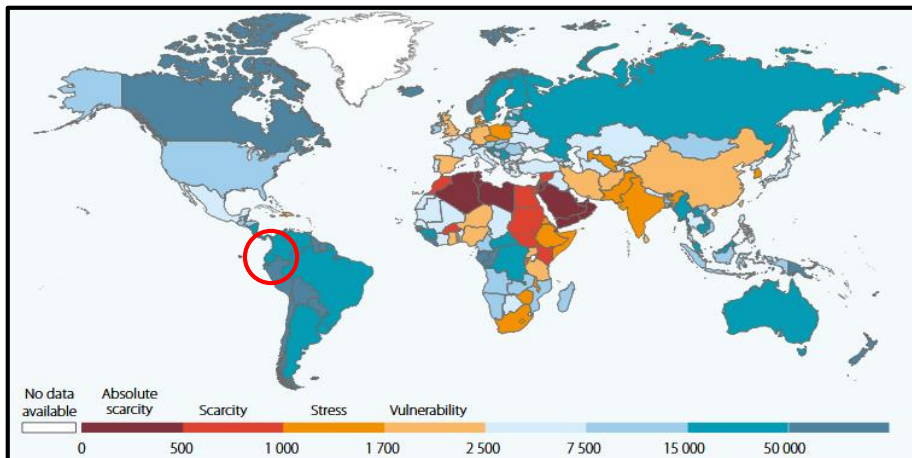 No data
available
Absolute
scarcity
Scarcity
Stress
Vulnerability
0
500
1 000
1 700
2 500
7 500
15 000
50 000